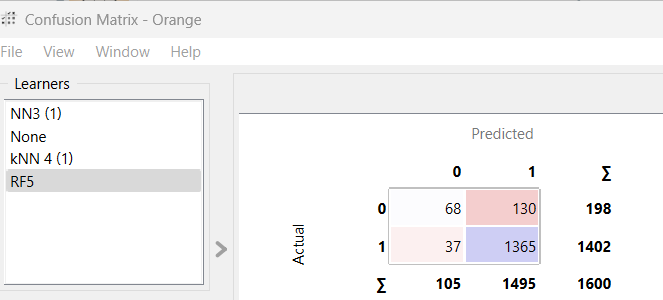 Confusion Matrix - Orange
File View Window Help
Learners
NN3 (1)
None
kNN 4 (1)
RF5
Predicted
0 1 ∑
Actual
0 68 130 198
1 37 1365 1402
∑ 105 1495 1600